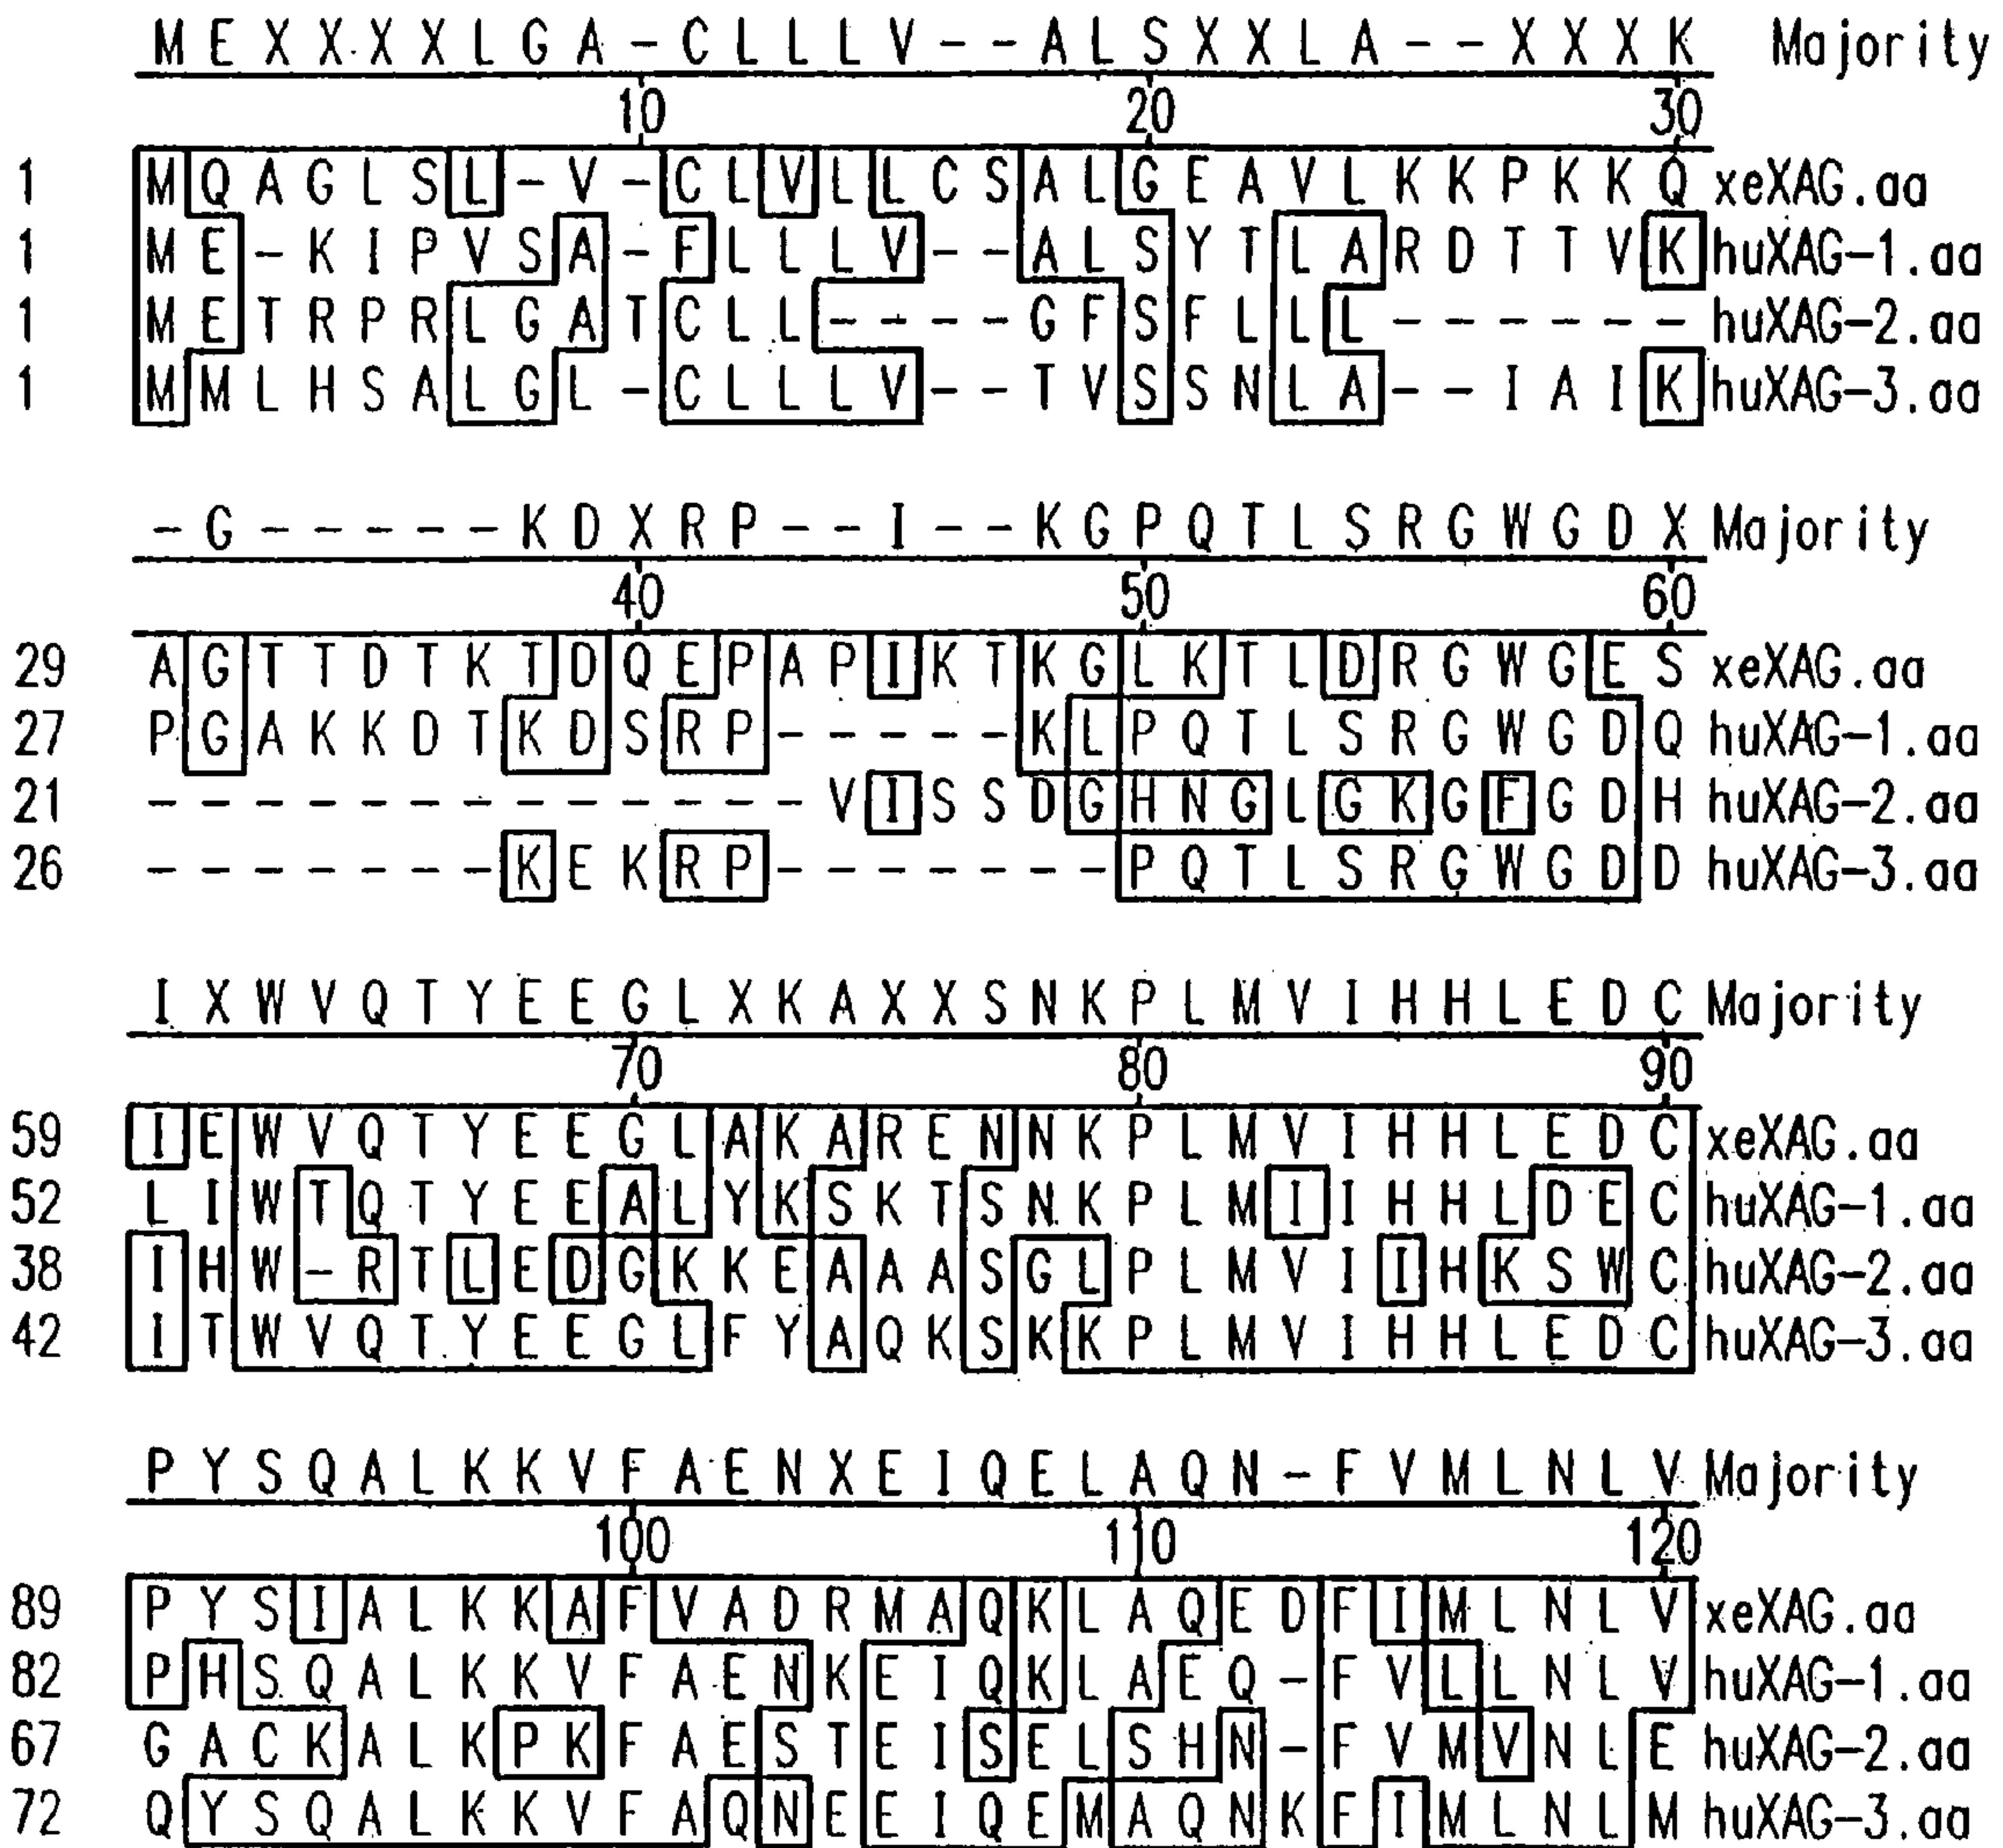 M E X X X X L G A - C L L L V - - A L S X X L A - - X X X K Majority
10 20 30
1 M Q A G L S L - V - C L V L L C S A L G E A V L K K P K K Q xeXAG.aa
1 M E - K I P V S A - F L L L V - - A L S Y T L A R D T T V K huXAG-1.aa
1 M E T R P R L G A T C L L - - - - G F S F L L L - - - - - - huXAG-2.aa
1 M M L H S A L G L - C L L L V - - T V S S N L A - - I A I K huXAG-3.aa
- G - - - - - K D X R P - - I - - K G P Q T L S R G W G D X Majority
40 50 60
29 A G T T D T K T D Q E P A P I K T K G L K T L D R G W G E S xeXAG.aa
27 P G A K K D T K D S R P - - - - - K L P Q T L S R G W G D Q huXAG-1.aa
21 - - - - - - - - - - - - - V I S S D G H N G L G K G F G D H huXAG-2.aa
26 - - - - - - - K E K R P - - - - - - - P Q T L S R G W G D D huXAG-3.aa
I X W V Q T Y E E G L X K A X X S N K P L M V I H H L E D C Majority
70 80 90
59 I E W V Q T Y E E G L A K A R E N N K P L M V I H H L E D C xeXAG.aa
52 L I W T Q T Y E E A L Y K S K T S N K P L M I I H H L D E C huXAG-1.aa
38 I H W - R T L E D G K K E A A A S G L P L M V I I H K S W C huXAG-2.aa
42 I T W V Q T Y E E G L F Y A Q K S K K P L M V I H H L E D C huXAG-3.aa
P Y S Q A L K K V F A E N X E I Q E L A Q N - F V M L N L V Majority
100 110 120
89 P Y S I A L K K A F V A D R M A Q K L A Q E D F I M L N L V xeXAG.aa
82 P H S Q A L K K V F A E N K E I Q K L A E Q - F V L L N L V huXAG-1.aa
67 G A C K A L K P K F A E S T E I S E L S H N - F V M V N L E huXAG-2.aa
72 Q Y S Q A L K K V F A Q N E E I Q E M A Q N K F I M L N L M huXAG-3.aa